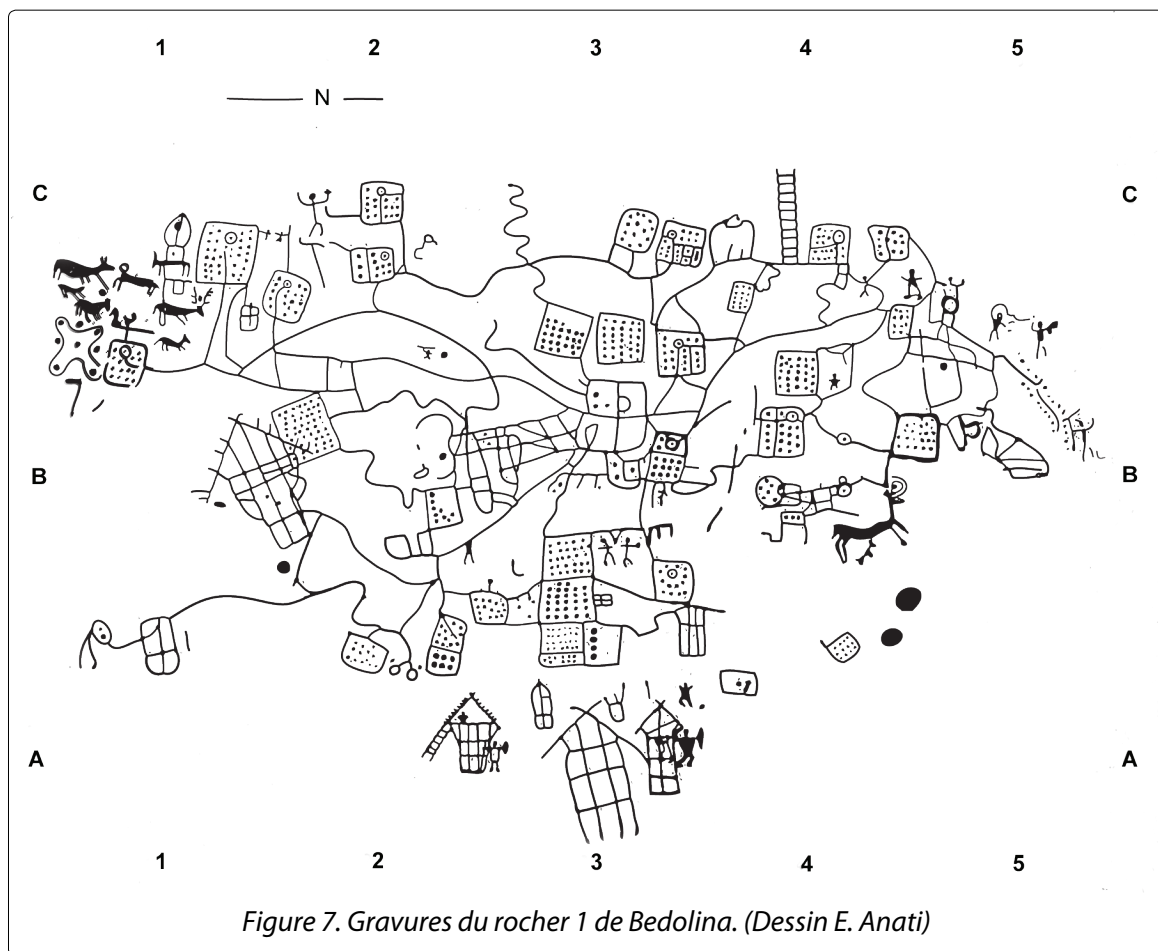 1 2 3 4 5
N
C C
B B
A A
1 2 3 4 5
Figure 7. Gravures du rocher 1 de Bedolina. (Dessin E. Anati)